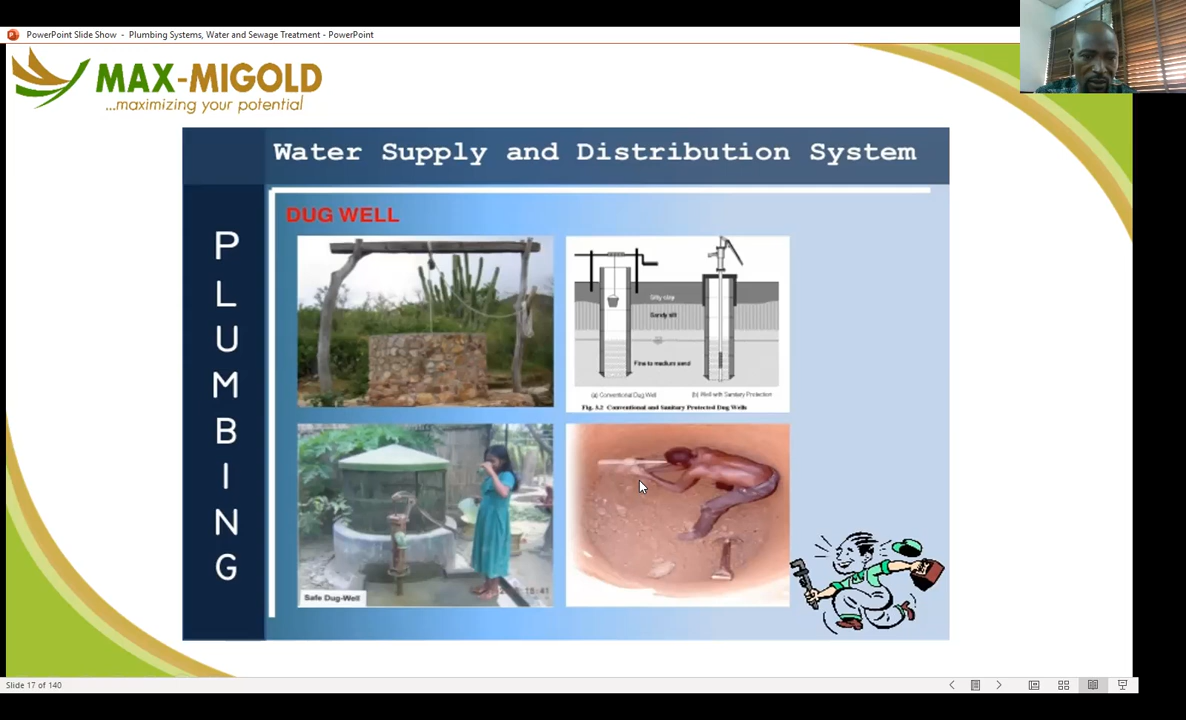 PowerPoint Slide Show - Plumbing Systems, Water and Sewage Treatment - PowerPoint
MAX-MIGOLD
...maximizing your potential
Water Supply and Distribution System
PLUMBING
DUG WELL
Silty clay
Sandy silt
Fine to medium sand
(a) Conventional Dug Well
(b) Well with Sanitary Protection
Fig. 3.2 Conventional and Sanitary Protected Dug Wells
Safe Dug-Well
Slide 17 of 140